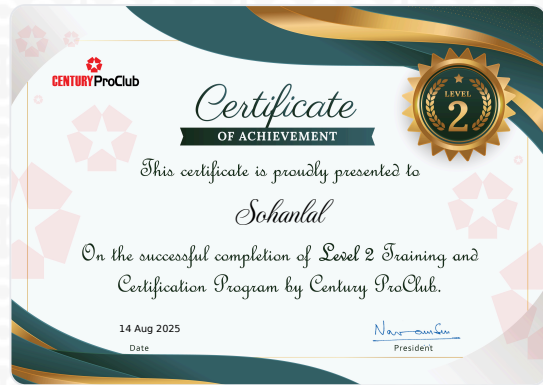 CENTURY ProClub
LEVEL
2
Certificate
OF ACHIEVEMENT
This certificate is proudly presented to
Sohanlal
On the successful completion of Level 2 Training and
Certification Program by Century ProClub.
14 Aug 2025
Date
President